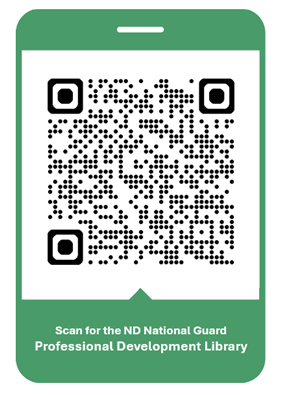 Scan for the ND National Guard
Professional Development Library